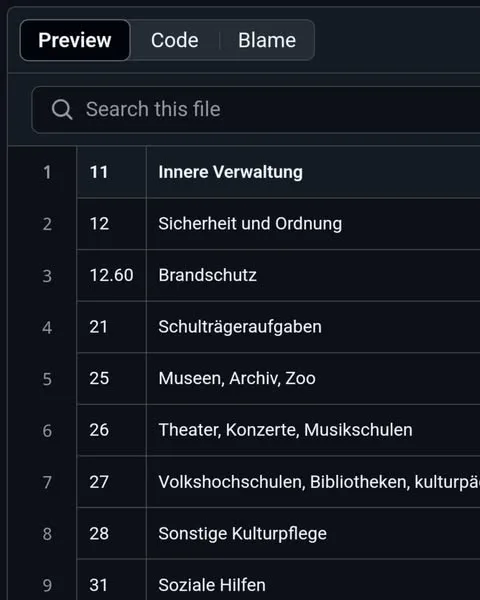 Preview Code Blame
Search this file
1 11 Innere Verwaltung
2 12 Sicherheit und Ordnung
3 12.60 Brandschutz
4 21 Schulträgeraufgaben
5 25 Museen, Archiv, Zoo
6 26 Theater, Konzerte, Musikschulen
7 27 Volkshochschulen, Bibliotheken,
8 28 Sonstige Kulturpflege
9 31 Soziale Hilfen